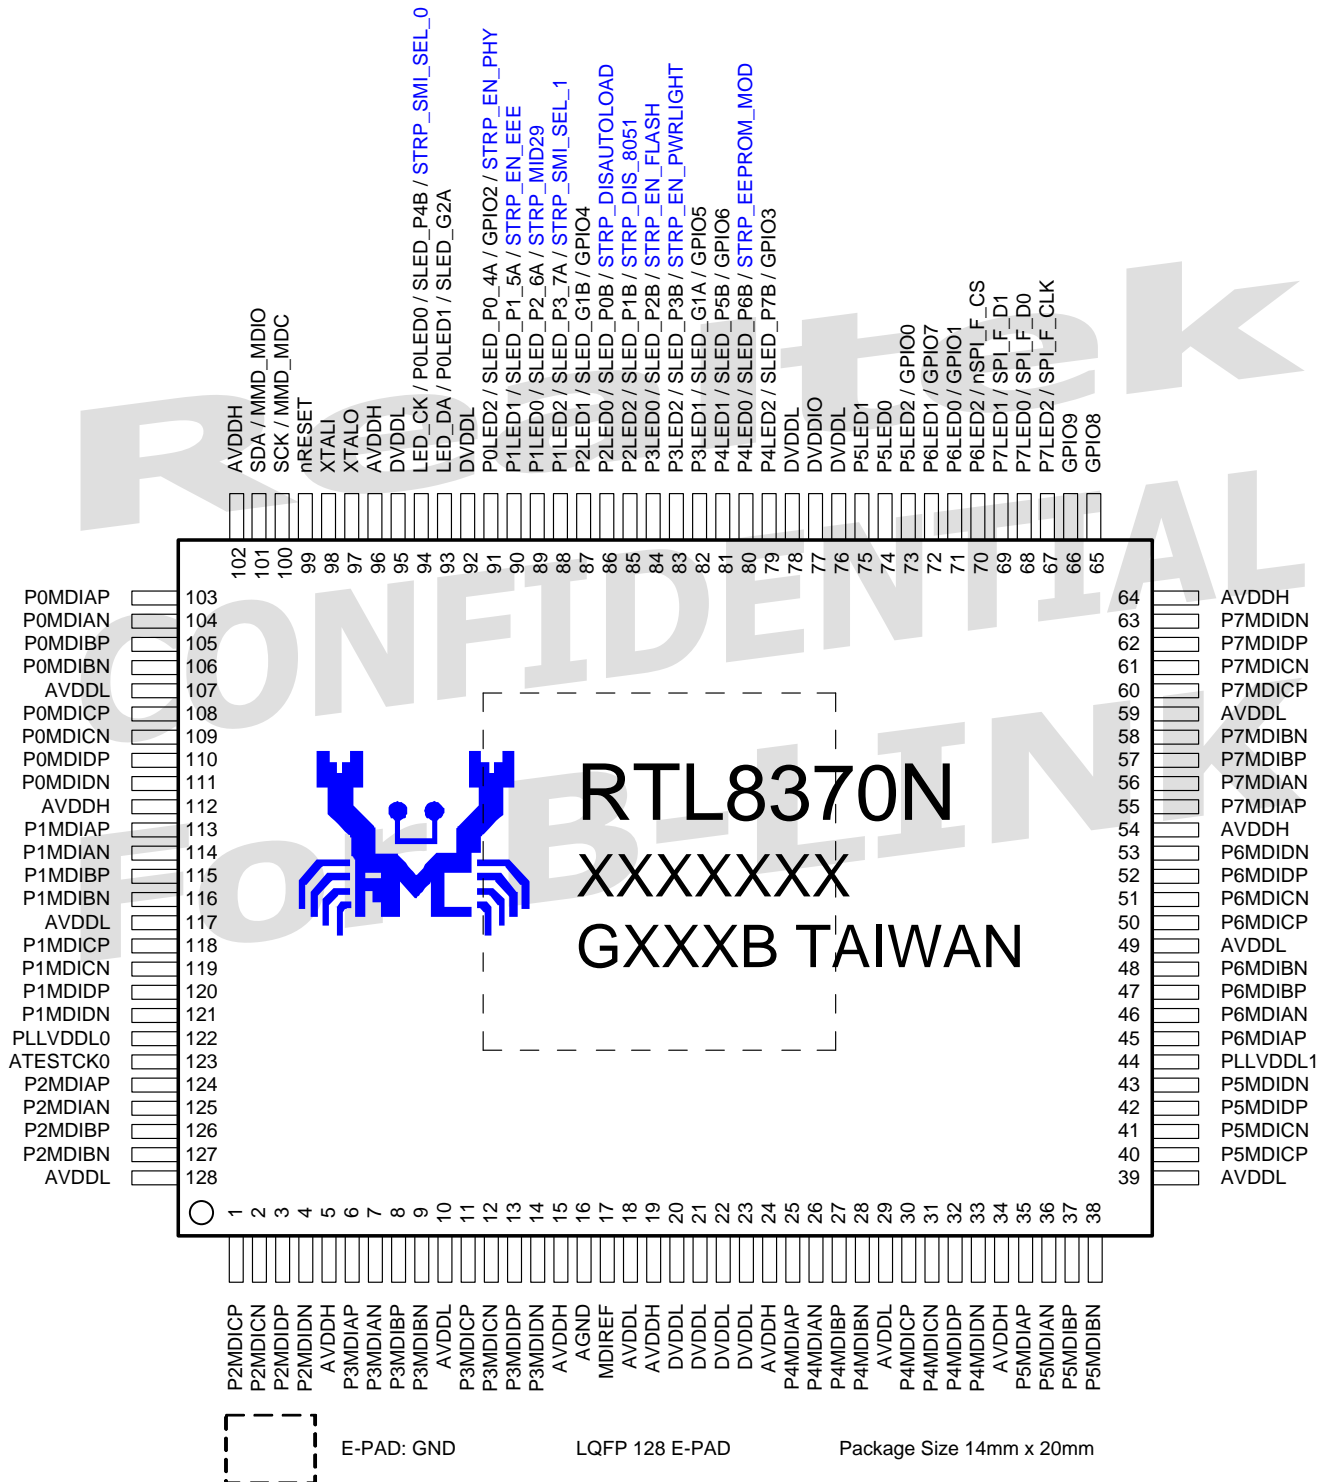 AVDDH
SDA / MMD_MDIO
SCK / MMD_MDC
nRESET
XTALI
XTALO
AVDDH
DVDDL
LED_CK / P0LED0 / SLED_P4B / STRP_SMI_SEL_0
LED_DA / P0LED1 / SLED_G2A
DVDDL
P0LED2 / SLED_P0_4A / GPIO2 / STRP_EN_PHY
P1LED1 / SLED_P1_5A / STRP_EN_EEE
P1LED0 / SLED_P2_6A / STRP_MID29
P1LED2 / SLED_P3_7A / STRP_SMI_SEL_1
P2LED1 / SLED_G1B / GPIO4
P2LED0 / SLED_P0B / STRP_DISAUTOLOAD
P2LED2 / SLED_P1B / STRP_DIS_8051
P3LED0 / SLED_P2B / STRP_EN_FLASH
P3LED2 / SLED_P3B / STRP_EN_PWRLIGHT
P3LED1 / SLED_G1A / GPIO5
P4LED1 / SLED_P5B / GPIO6
P4LED0 / SLED_P6B / STRP_EEPROM_MOD
P4LED2 / SLED_P7B / GPIO3
DVDDL
DVDDIO
DVDDL
P5LED1
P5LED0
P5LED2 / GPIO0
P6LED1 / GPIO7
P6LED0 / GPIO1
P6LED2 / nSPI_F_CS
P7LED1 / SPI_F_D1
P7LED0 / SPI_F_D0
P7LED2 / SPI_F_CLK
GPIO9
GPIO8
102 101 100 99 98 97 96 95 94 93 92 91 90 89 88 87 86 85 84 83 82 81 80 79 78 77 76 75 74 73 72 71 70 69 68 67 66 65
P0MDIAP 103
P0MDIAN 104
P0MDIBP 105
P0MDIBN 106
AVDDL 107
P0MDICP 108
P0MDICN 109
P0MDIDP 110
P0MDIDN 111
AVDDH 112
P1MDIAP 113
P1MDIAN 114
P1MDIBP 115
P1MDIBN 116
AVDDL 117
P1MDICP 118
P1MDICN 119
P1MDIDP 120
P1MDIDN 121
PLLVDDL0 122
ATESTCK0 123
P2MDIAP 124
P2MDIAN 125
P2MDIBP 126
P2MDIBN 127
AVDDL 128
Realtek
CONFIDENTIAL
For B-LINK
RTL8370N
XXXXXXX
GXXXB TAIWAN
64 AVDDH
63 P7MDIDN
62 P7MDIDP
61 P7MDICN
60 P7MDICP
59 AVDDL
58 P7MDIBN
57 P7MDIBP
56 P7MDIAN
55 P7MDIAP
54 AVDDH
53 P6MDIDN
52 P6MDIDP
51 P6MDICN
50 P6MDICP
49 AVDDL
48 P6MDIBN
47 P6MDIBP
46 P6MDIAN
45 P6MDIAP
44 PLLVDDL1
43 P5MDIDN
42 P5MDIDP
41 P5MDICN
40 P5MDICP
39 AVDDL
1 2 3 4 5 6 7 8 9 10 11 12 13 14 15 16 17 18 19 20 21 22 23 24 25 26 27 28 29 30 31 32 33 34 35 36 37 38
P2MDICP
P2MDICN
P2MDIDP
P2MDIDN
AVDDH
P3MDIAP
P3MDIAN
P3MDIBP
P3MDIBN
AVDDL
P3MDICP
P3MDICN
P3MDIDP
P3MDIDN
AVDDH
AGND
MDIREF
AVDDL
AVDDH
DVDDL
DVDDL
DVDDL
DVDDL
AVDDH
P4MDIAP
P4MDIAN
P4MDIBP
P4MDIBN
AVDDL
P4MDICP
P4MDICN
P4MDIDP
P4MDIDN
AVDDH
P5MDIAP
P5MDIAN
P5MDIBP
P5MDIBN
E-PAD: GND
LQFP 128 E-PAD
Package Size 14mm x 20mm